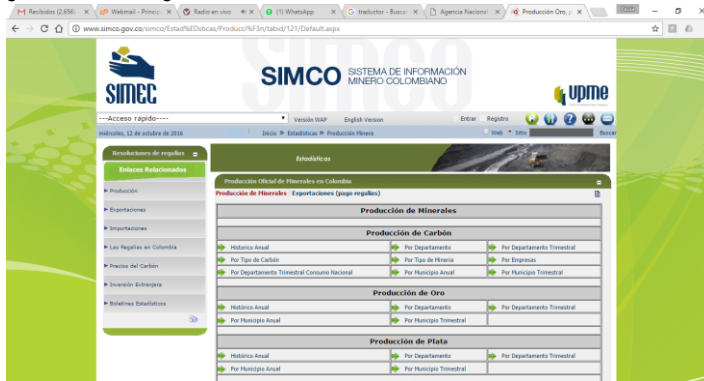 Recibidos (2,656)
Webmail - Princip
Radio en vivo
(1) WhatsApp
traductor - Busca
Agencia Naciona
Producción Oro, p
www.simco.gov.co/simco/Estad%EDsticas/Producci%F3n/tabid/121/Default.aspx
SIMEC
SIMCO SISTEMA DE INFORMACIÓN
MINERO COLOMBIANO
upme
---Acceso rápido----
Versión WAP English Version
Entrar Registro
miércoles, 12 de octubre de 2016
Inicio » Estadísticas » Producción Minera
Web Sitio Buscar
Resoluciones de regalías
Enlaces Relacionados
Producción
Exportaciones
Importaciones
Las Regalías en Colombia
Precios del Carbón
Inversión Extranjera
Boletines Estadísticos
Estadísticas
Producción Oficial de Minerales en Colombia
Producción de Minerales Exportaciones (pago regalías)
Producción de Minerales
Producción de Carbón
Historico Anual Por Departamento Por Departamento Trimestral
Por Tipo de Carbón Por Tipo de Mineria Por Empresas
Por Departamento Trimestral Consumo Nacional Por Municipio Anual Por Municipio Trimestral
Producción de Oro
Histórico Anual Por Departamento Por Departamento Trimestral
Por Municipio Anual Por Municipio Trimestral
Producción de Plata
Histórico Anual Por Departamento Por Departamento Trimestral
Por Municipio Anual Por Municipio Trimestral